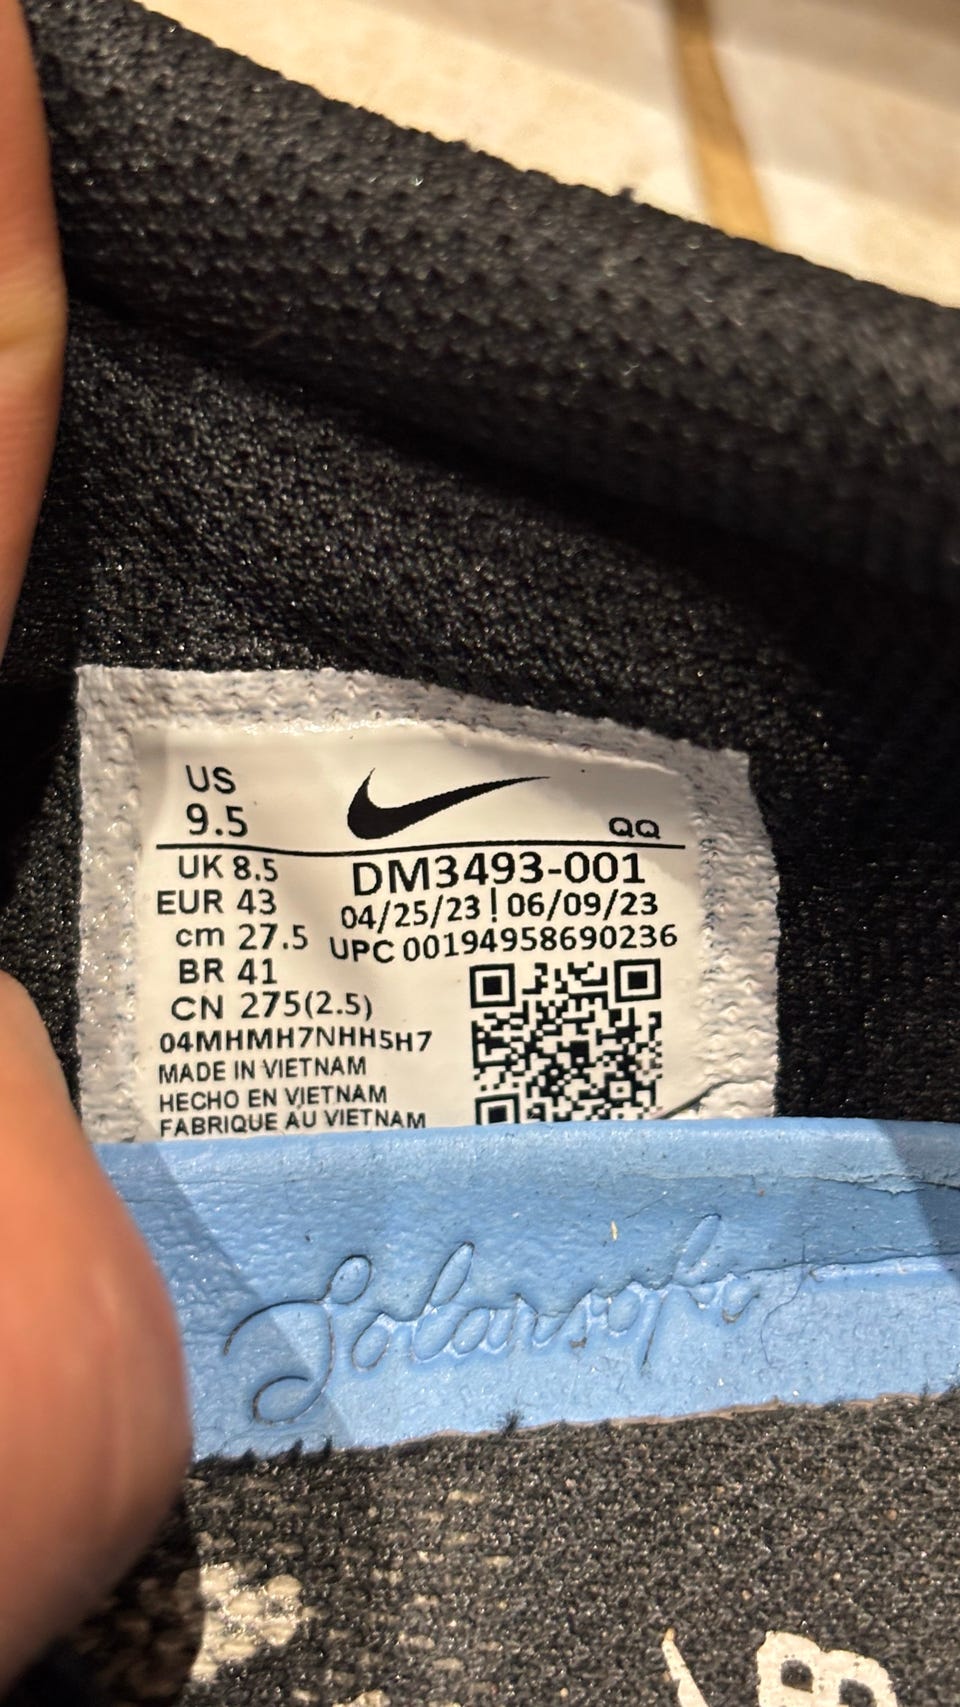 US
9.5
QQ
UK 8.5
DM3493-001
EUR 43
04/25/23 | 06/09/23
cm 27.5
UPC 00194958690236
BR 41
CN 275(2.5)
04MHMH7NHH5H7
MADE IN VIETNAM
HECHO EN VIETNAM
FABRIQUE AU VIETNAM
Solarsoft